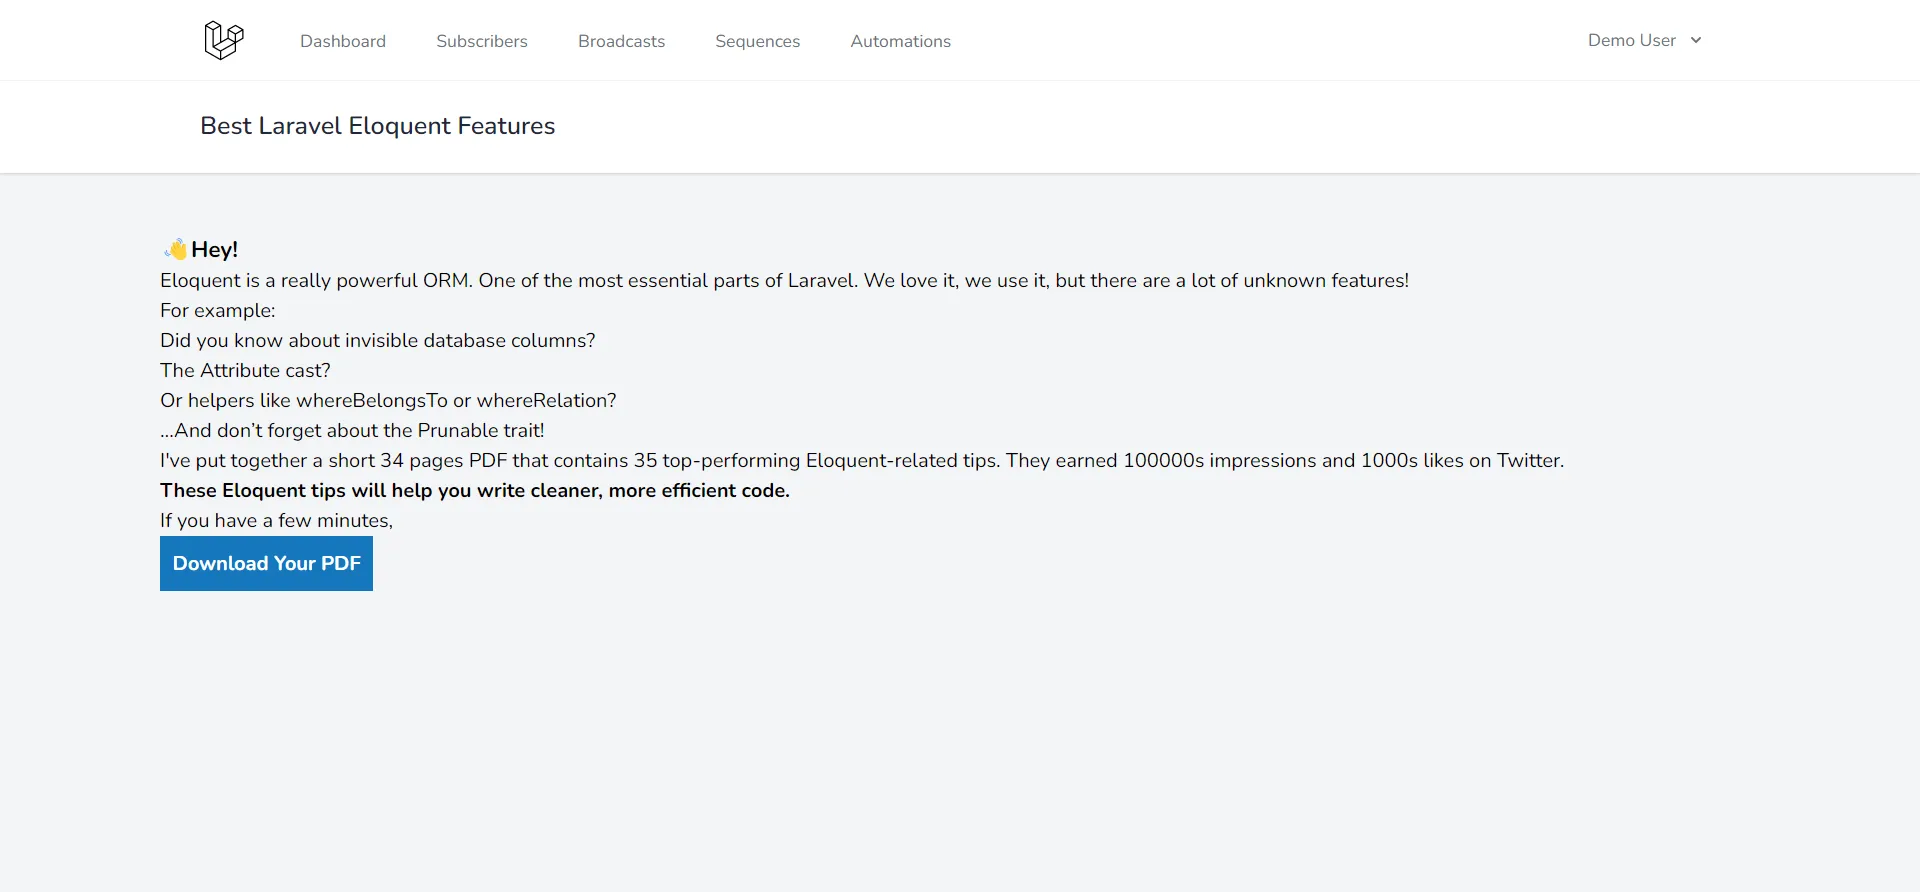 Dashboard Subscribers Broadcasts Sequences Automations Demo User
Best Laravel Eloquent Features
👋 Hey!
Eloquent is a really powerful ORM. One of the most essential parts of Laravel. We love it, we use it, but there are a lot of unknown features!
For example:
Did you know about invisible database columns?
The Attribute cast?
Or helpers like whereBelongsTo or whereRelation?
...And don’t forget about the Prunable trait!
I've put together a short 34 pages PDF that contains 35 top-performing Eloquent-related tips. They earned 100000s impressions and 1000s likes on Twitter.
These Eloquent tips will help you write cleaner, more efficient code.
If you have a few minutes,
Download Your PDF